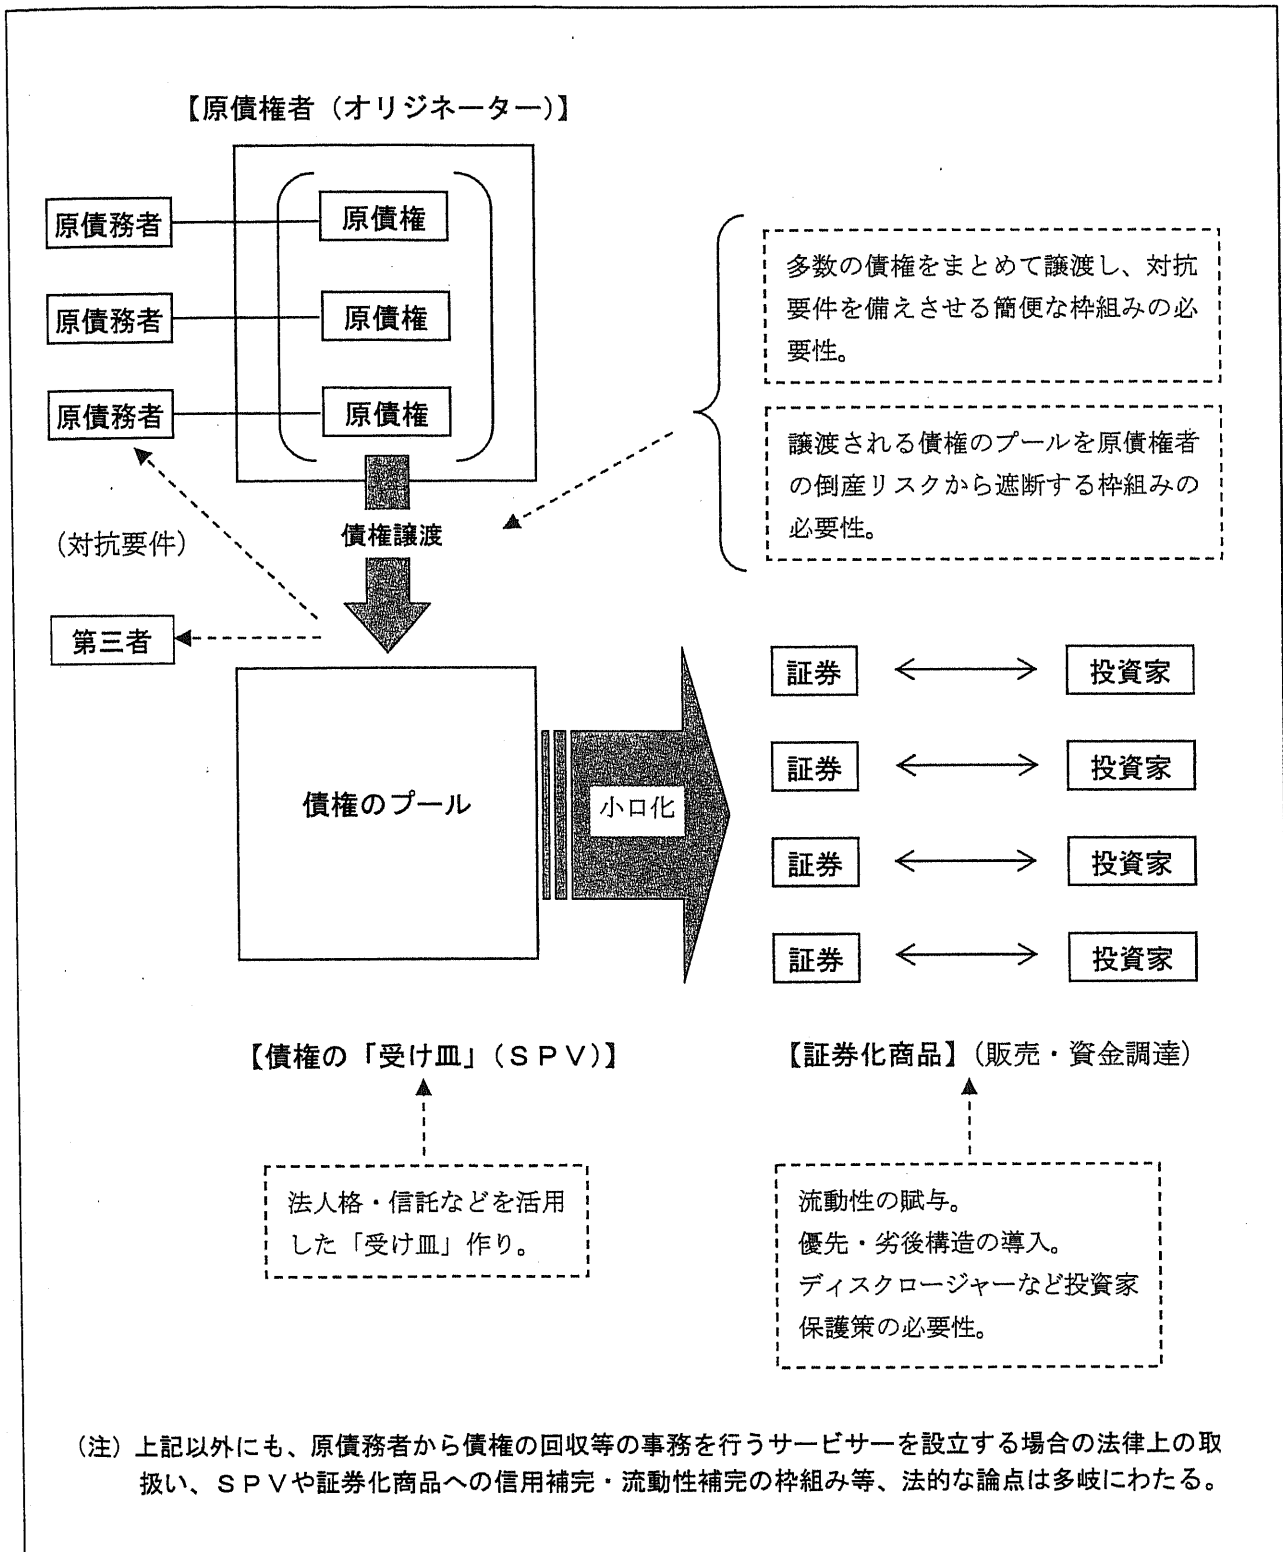 【原債権者（オリジネーター）】
原債務者
原債権
原債務者
原債権
原債務者
原債権
多数の債権をまとめて譲渡し、対抗
要件を備えさせる簡便な枠組みの必
要性。
譲渡される債権のプールを原債権者
の倒産リスクから遮断する枠組みの
必要性。
（対抗要件）
債権譲渡
第三者
債権のプール
小口化
証券
投資家
証券
投資家
証券
投資家
証券
投資家
【債権の「受け皿」（ＳＰＶ）】
【証券化商品】（販売・資金調達）
法人格・信託などを活用
した「受け皿」作り。
流動性の賦与。
優先・劣後構造の導入。
ディスクロージャーなど投資家
保護策の必要性。
（注）上記以外にも、原債務者から債権の回収等の事務を行うサービサーを設立する場合の法律上の取
扱い、ＳＰＶや証券化商品への信用補完・流動性補完の枠組み等、法的な論点は多岐にわたる。